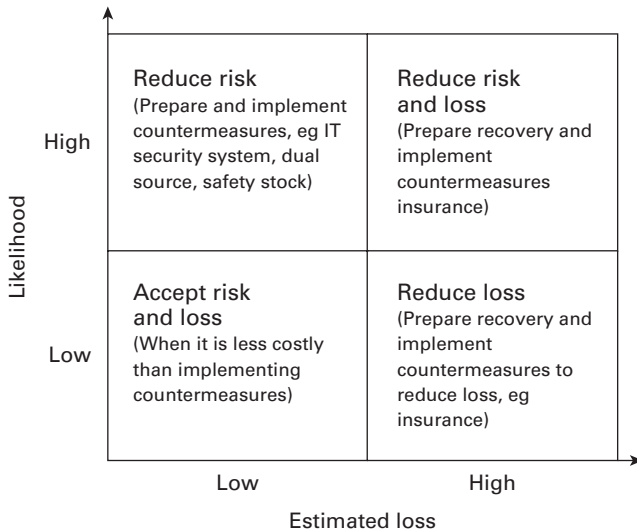 Likelihood
High
Reduce risk
(Prepare and implement
countermeasures, eg IT
security system, dual
source, safety stock)
Reduce risk
and loss
(Prepare recovery and
implement
countermeasures
insurance)
Low
Accept risk
and loss
(When it is less costly
than implementing
countermeasures)
Reduce loss
(Prepare recovery and
implement
countermeasures to
reduce loss, eg
insurance)
Low
High
Estimated loss